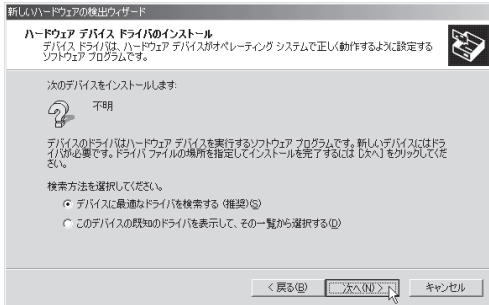 新しいハードウェアの検出ウィザード
ハードウェア デバイス ドライバのインストール
デバイス ドライバは、ハードウェア デバイスがオペレーティング システムで正しく動作するように設定する
ソフトウェア プログラムです。
次のデバイスをインストールします:
不明
デバイスのドライバはハードウェア デバイスを実行するソフトウェア プログラムです。新しいデバイスにはドラ
イバが必要です。ドライバ ファイルの場所を指定してインストールを完了するには [次へ] をクリックしてくだ
さい。
検索方法を選択してください。
デバイスに最適なドライバを検索する (推奨)(S)
このデバイスの既知のドライバを表示して、その一覧から選択する(D)
< 戻る(B)
次へ(N) >
キャンセル